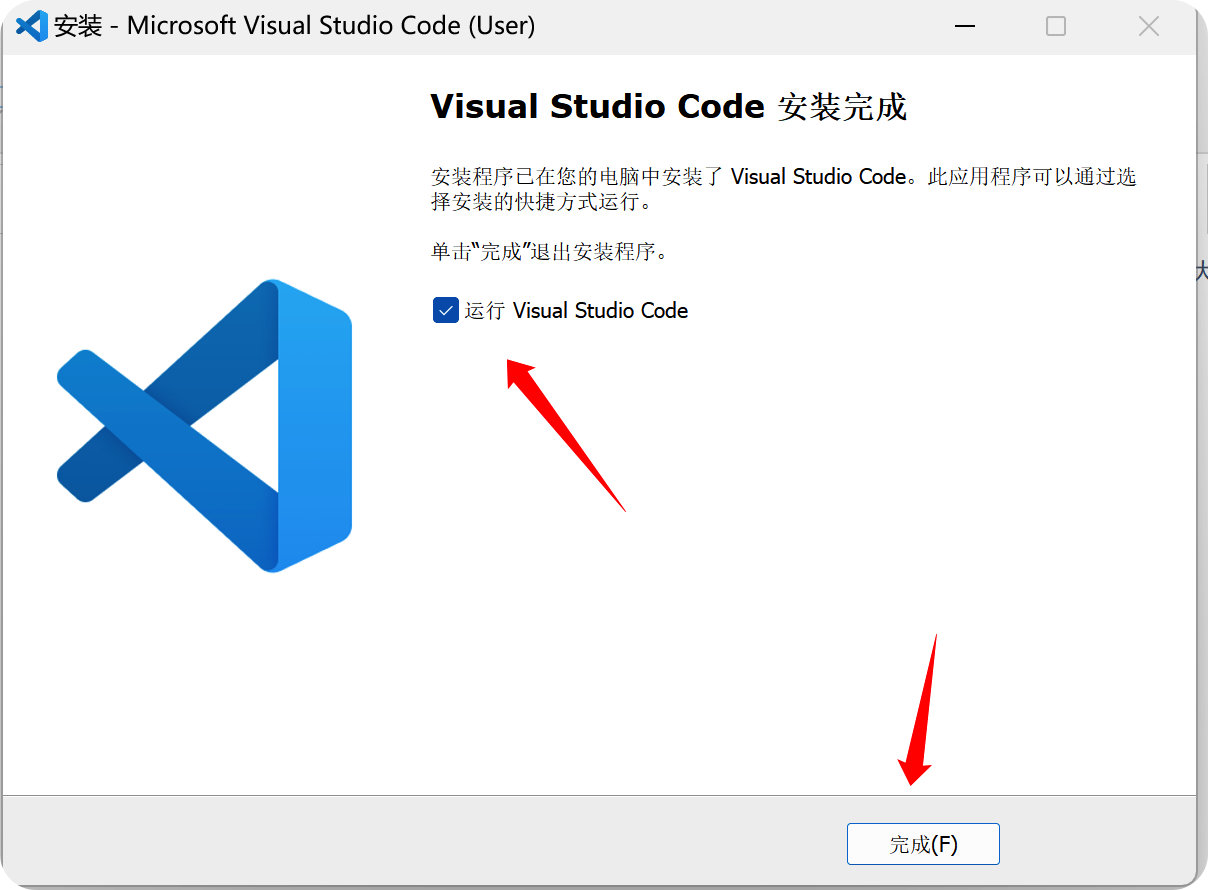 安装 - Microsoft Visual Studio Code (User)
Visual Studio Code 安装完成
安装程序已在您的电脑中安装了 Visual Studio Code。此应用程序可以通过选
择安装的快捷方式运行。
单击“完成”退出安装程序。
运行 Visual Studio Code
完成(F)